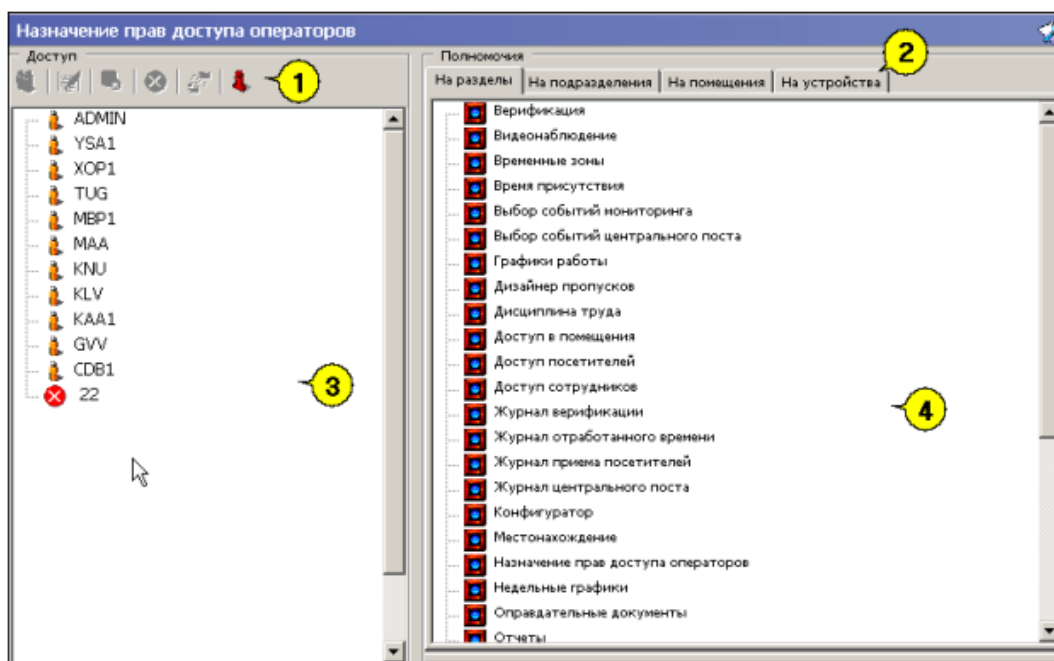 Назначение прав доступа операторов
Доступ
1
ADMIN
YSA1
XOP1
TUG
MBP1
MAA
KNU
KLV
KAA1
GVV
CDB1
22
3
Полномочия
2
На разделы На подразделения На помещения На устройства
Верификация
Видеонаблюдение
Временные зоны
Время присутствия
Выбор событий мониторинга
Выбор событий центрального поста
Графики работы
Дизайнер пропусков
Дисциплина труда
Доступ в помещения
Доступ посетителей
Доступ сотрудников
Журнал верификации
Журнал отработанного времени
Журнал приема посетителей
Журнал центрального поста
Конфигуратор
Местонахождение
Назначение прав доступа операторов
Недельные графики
Оправдательные документы
Отчеты
4